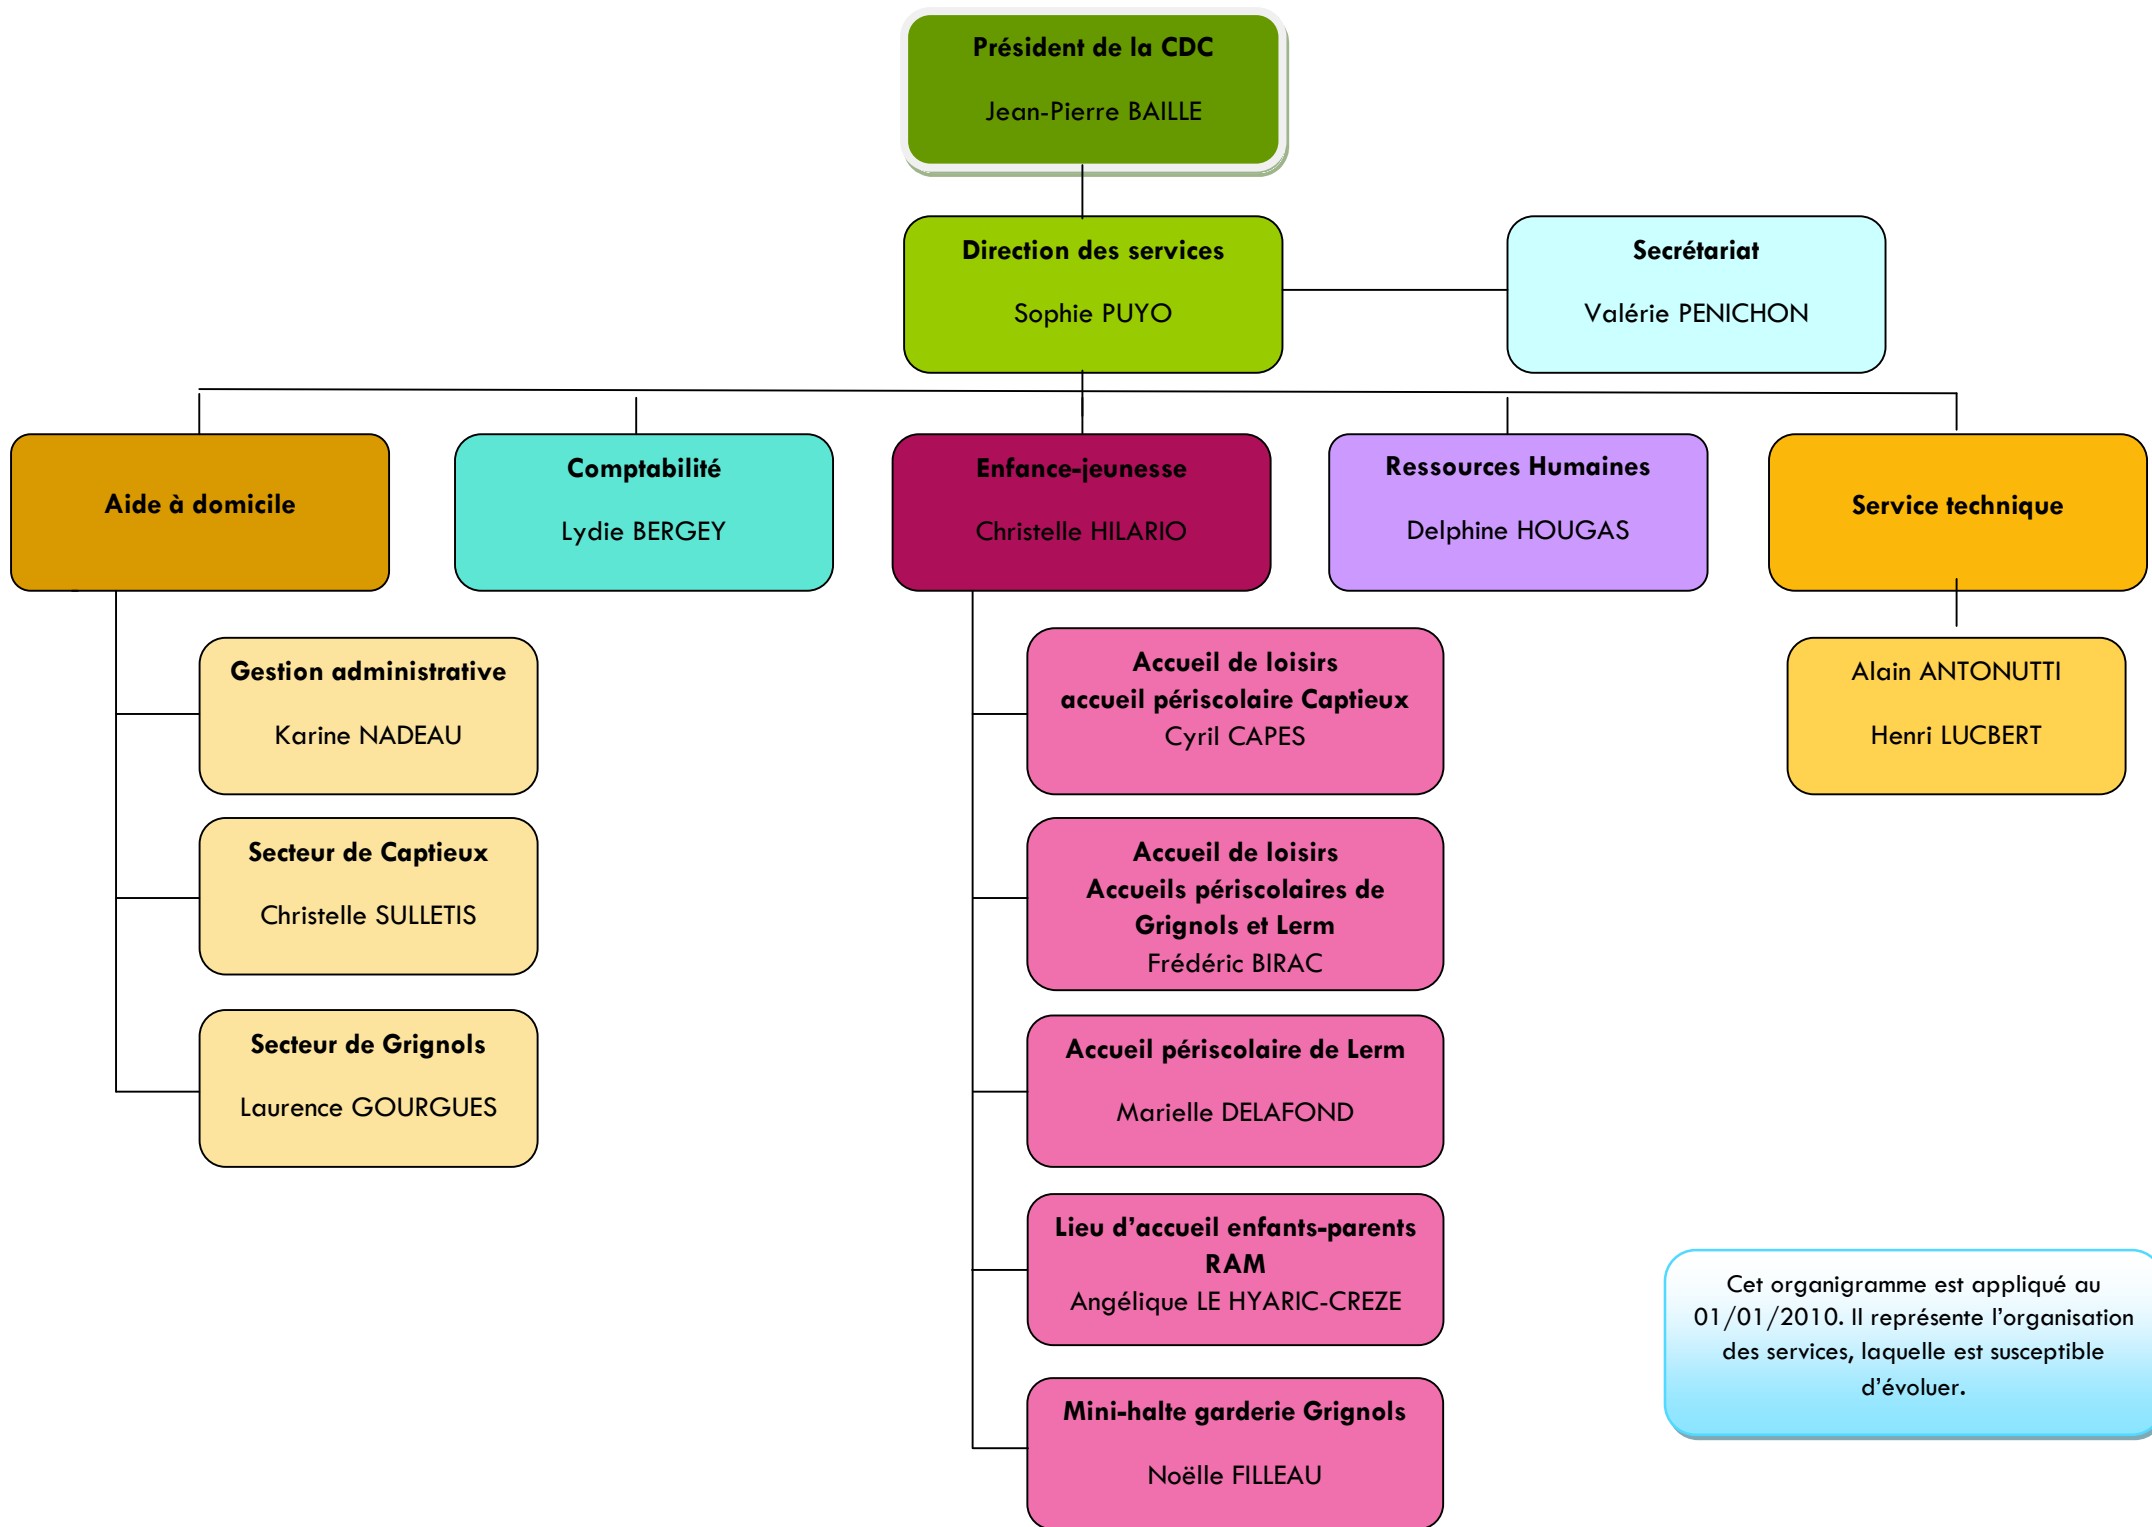 Président de la CDC
Jean-Pierre BAILLE
Direction des services
Sophie PUYO
Secrétariat
Valérie PENICHON
Aide à domicile
Comptabilité
Lydie BERGEY
Enfance-jeunesse
Christelle HILARIO
Ressources Humaines
Delphine HOUGAS
Service technique
Gestion administrative
Karine NADEAU
Secteur de Captieux
Christelle SULLETIS
Secteur de Grignols
Laurence GOURGUES
Accueil de loisirs
accueil périscolaire Captieux
Cyril CAPES
Accueil de loisirs
Accueils périscolaires de
Grignols et Lerm
Frédéric BIRAC
Accueil périscolaire de Lerm
Marielle DELAFOND
Lieu d’accueil enfants-parents
RAM
Angélique LE HYARIC-CREZE
Mini-halte garderie Grignols
Noëlle FILLEAU
Alain ANTONUTTI
Henri LUCBERT
Cet organigramme est appliqué au
01/01/2010. Il représente l’organisation
des services, laquelle est susceptible
d’évoluer.